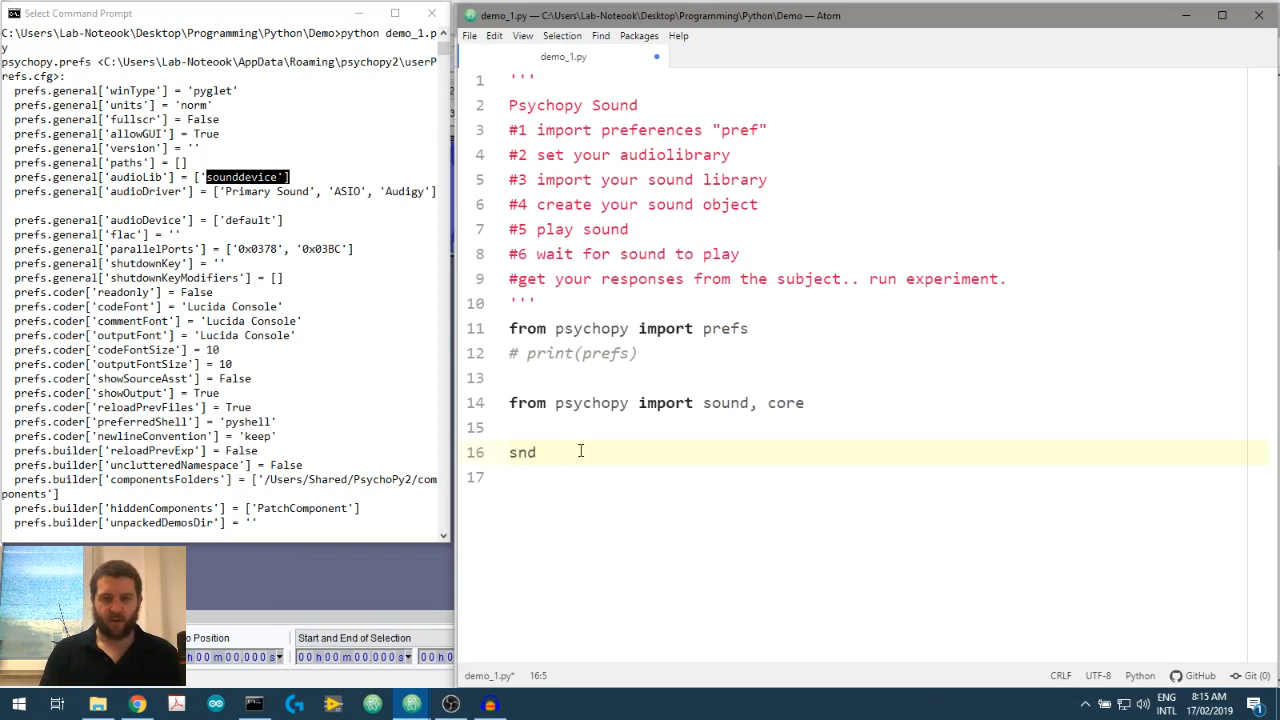 Select Command Prompt
C:\Users\Lab-Noteook\Desktop\Programming\Python\Demo>python demo_1.p
y
psychopy.prefs <C:\Users\Lab-Noteook\AppData\Roaming\psychopy2\userP
refs.cfg>:
prefs.general['winType'] = 'pyglet'
prefs.general['units'] = 'norm'
prefs.general['fullscr'] = False
prefs.general['allowGUI'] = True
prefs.general['version'] = ''
prefs.general['paths'] = []
prefs.general['audioLib'] = ['sounddevice']
prefs.general['audioDriver'] = ['Primary Sound', 'ASIO', 'Audigy']
prefs.general['audioDevice'] = ['default']
prefs.general['flac'] = ''
prefs.general['parallelPorts'] = ['0x0378', '0x03BC']
prefs.general['shutdownKey'] = ''
prefs.general['shutdownKeyModifiers'] = []
prefs.coder['readonly'] = False
prefs.coder['codeFont'] = 'Lucida Console'
prefs.coder['commentFont'] = 'Lucida Console'
prefs.coder['outputFont'] = 'Lucida Console'
prefs.coder['codeFontSize'] = 10
prefs.coder['outputFontSize'] = 10
prefs.coder['showSourceAsst'] = False
prefs.coder['showOutput'] = True
prefs.coder['reloadPrevFiles'] = True
prefs.coder['preferredShell'] = 'pyshell'
prefs.coder['newlineConvention'] = 'keep'
prefs.builder['reloadPrevExp'] = False
prefs.builder['unclutteredNamespace'] = False
prefs.builder['componentsFolders'] = ['/Users/Shared/PsychoPy2/com
ponents']
prefs.builder['hiddenComponents'] = ['PatchComponent']
prefs.builder['unpackedDemosDir'] = ''
o Position
Start and End of Selection
00 h 00 m 00.000 s
00 h 00 m 00.000 s
00 h 0
demo_1.py — C:\Users\Lab-Noteook\Desktop\Programming\Python\Demo — Atom
File Edit View Selection Find Packages Help
demo_1.py
1 '''
2 Psychopy Sound
3 #1 import preferences "pref"
4 #2 set your audiolibrary
5 #3 import your sound library
6 #4 create your sound object
7 #5 play sound
8 #6 wait for sound to play
9 #get your responses from the subject.. run experiment.
10 '''
11 from psychopy import prefs
12 # print(prefs)
13
14 from psychopy import sound, core
15
16 snd
17
demo_1.py* 16:5 CRLF UTF-8 Python GitHub Git (0)
ENG
INTL
8:15 AM
17/02/2019
1